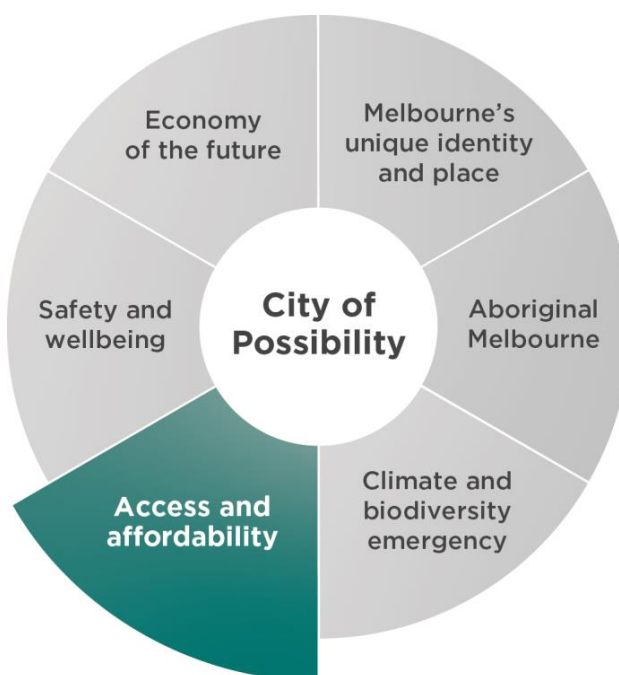 Economy
of the future
Melbourne's
unique identity
and place
Safety and
wellbeing
City of
Possibility
Aboriginal
Melbourne
Access and
affordability
Climate and
biodiversity
emergency